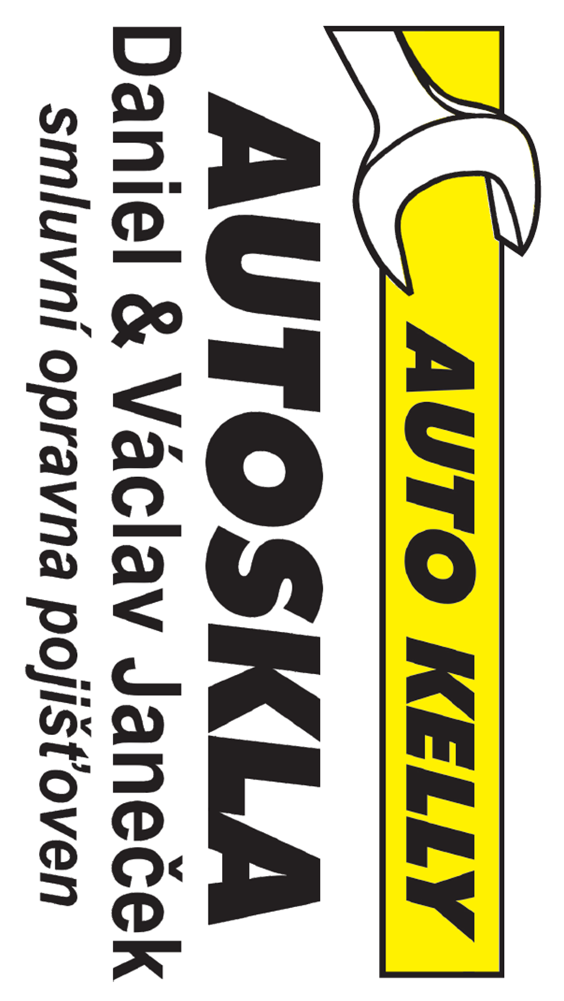 AUTO KELLY
AUTOSKLA
Daniel & Václav Janeček
smluvní opravna pojišťoven